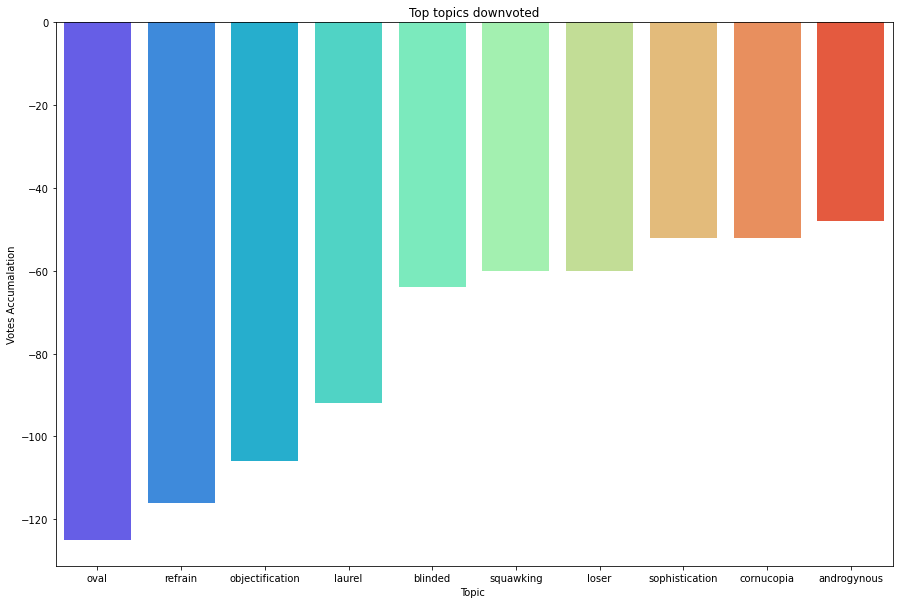 Top topics downvoted
0
−20
−40
−60
−80
−100
−120
Votes Accumalation
oval refrain objectification laurel blinded squawking loser sophistication cornucopia androgynous
Topic